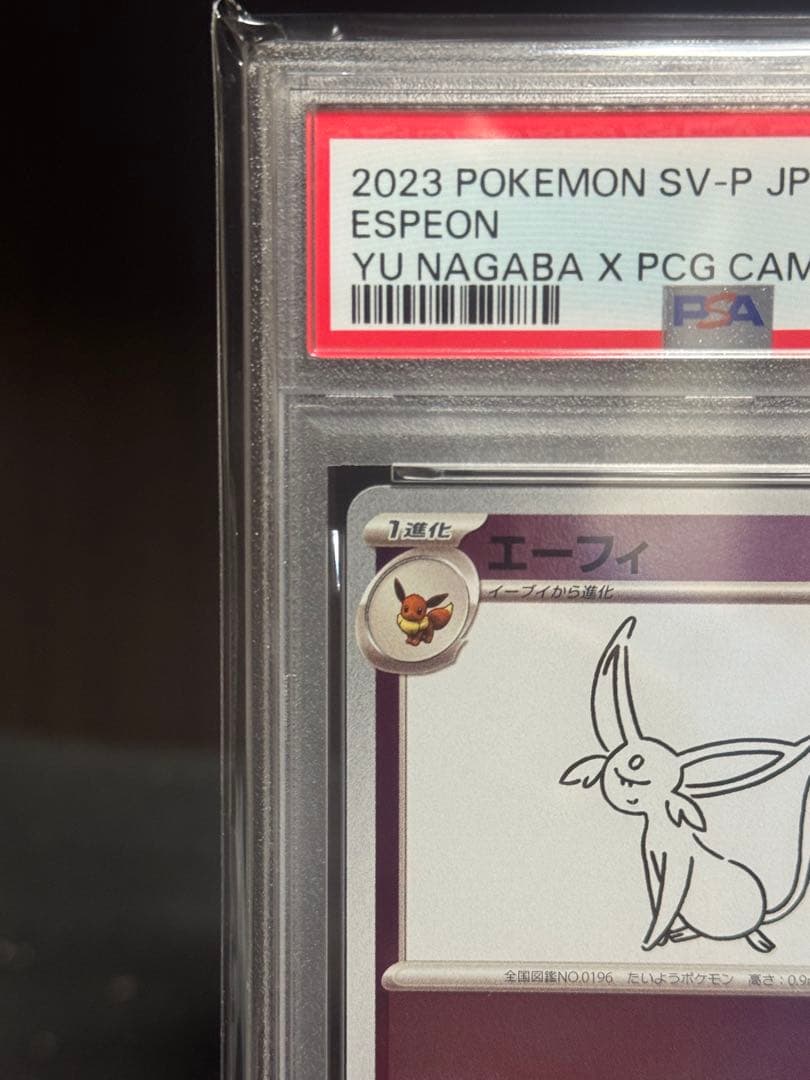 2023 POKEMON SV-P JP
ESPEON
YU NAGABA X PCG CAM
PSA
1進化
エーフィ
イーブイから進化
全国図鑑NO.0196 たいようポケモン 高さ:0.9